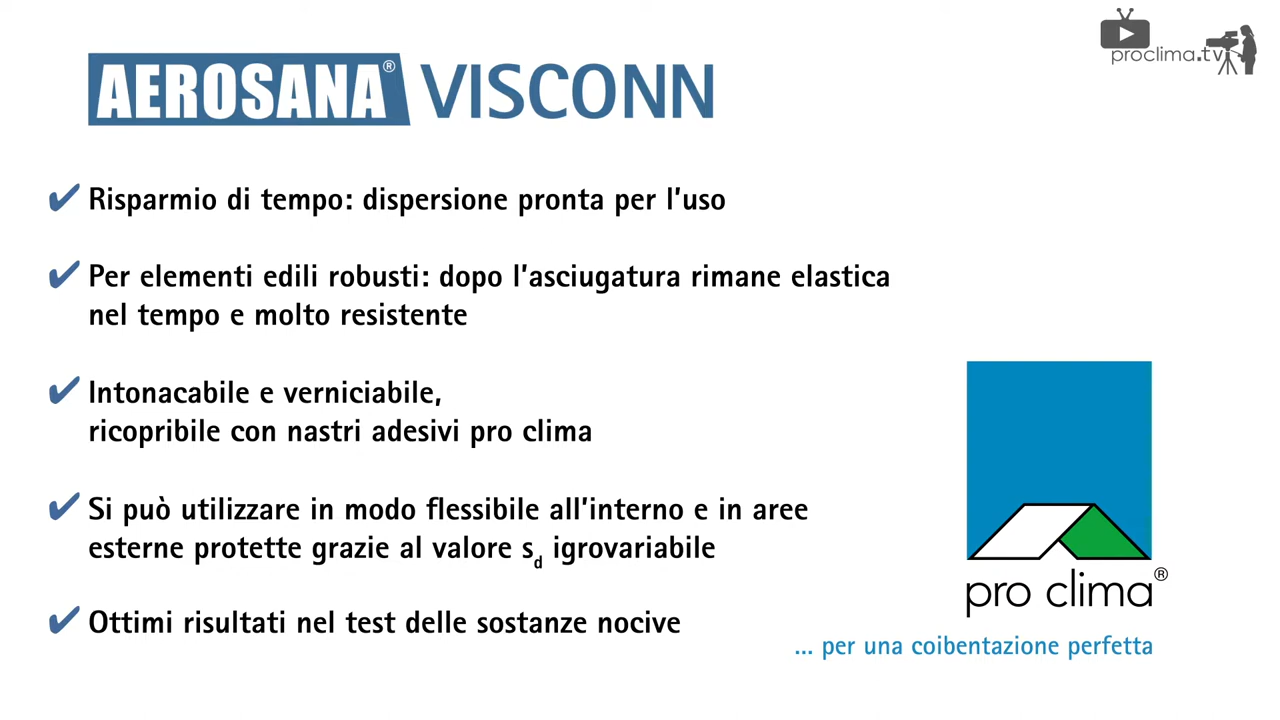 proclima.tv
AEROSANA® VISCONN
✔ Risparmio di tempo: dispersione pronta per l’uso
✔ Per elementi edili robusti: dopo l’asciugatura rimane elastica
nel tempo e molto resistente
✔ Intonacabile e verniciabile,
ricopribile con nastri adesivi pro clima
✔ Si può utilizzare in modo flessibile all’interno e in aree
esterne protette grazie al valore sd igrovariabile
✔ Ottimi risultati nel test delle sostanze nocive
pro clima®
... per una coibentazione perfetta